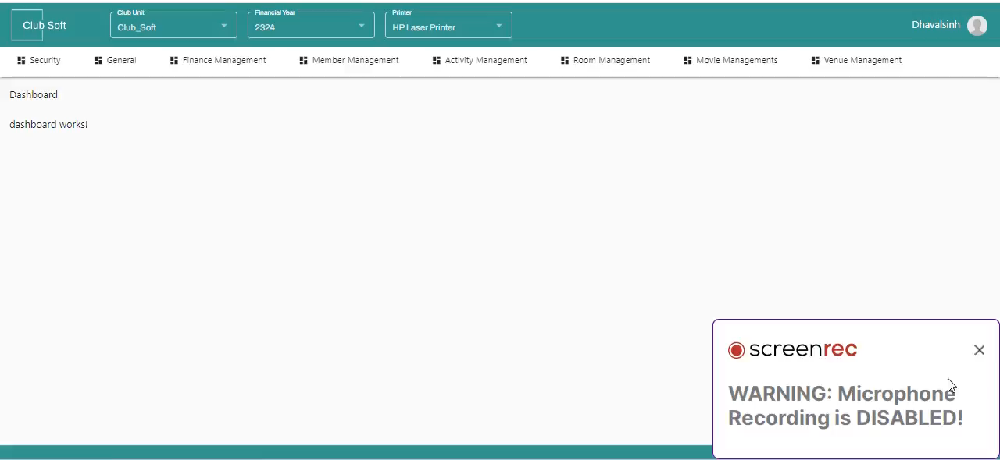 Club Soft
Club Unit
Club_Soft
Financial Year
2324
Printer
HP Laser Printer
Dhavalsinh
Security General Finance Management Member Management Activity Management Room Management Movie Managements Venue Management
Dashboard
dashboard works!
screenrec
WARNING: Microphone
Recording is DISABLED!